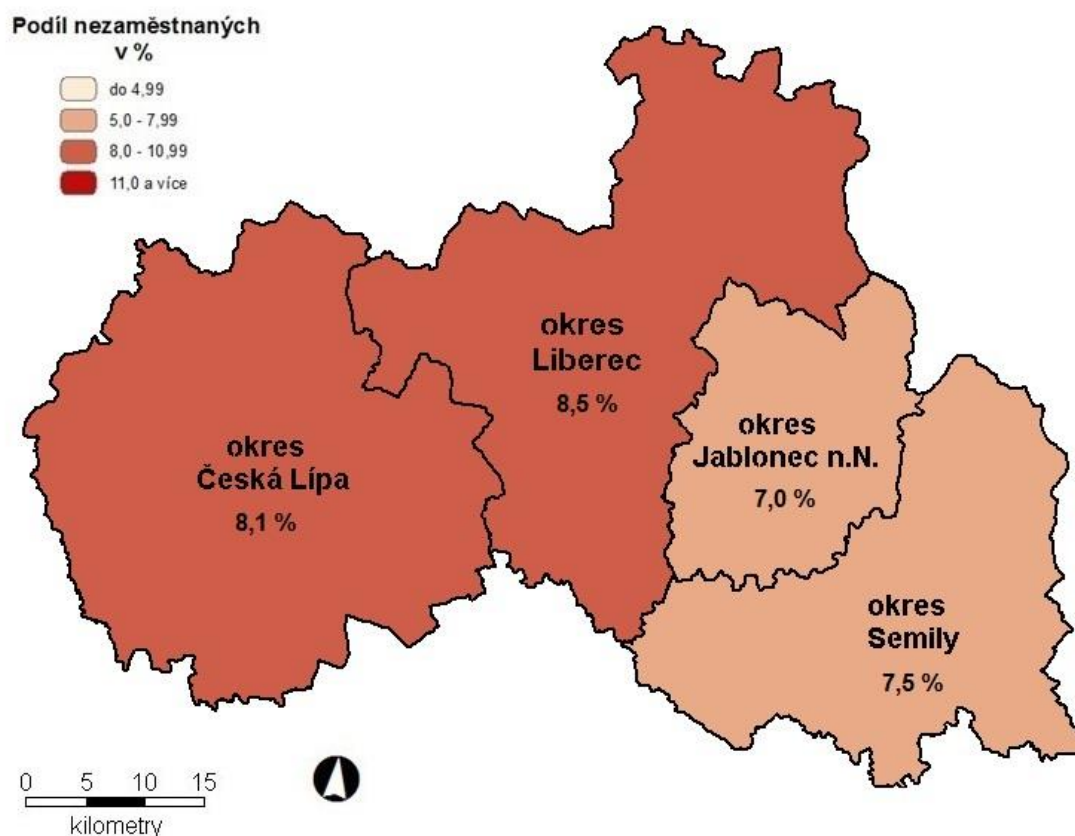 Podíl nezaměstnaných
v %
do 4,99
5,0 - 7,99
8,0 - 10,99
11,0 a více
okres
Liberec
8,5 %
okres
Česká Lípa
8,1 %
okres
Jablonec n.N.
7,0 %
okres
Semily
7,5 %
0 5 10 15
kilometry